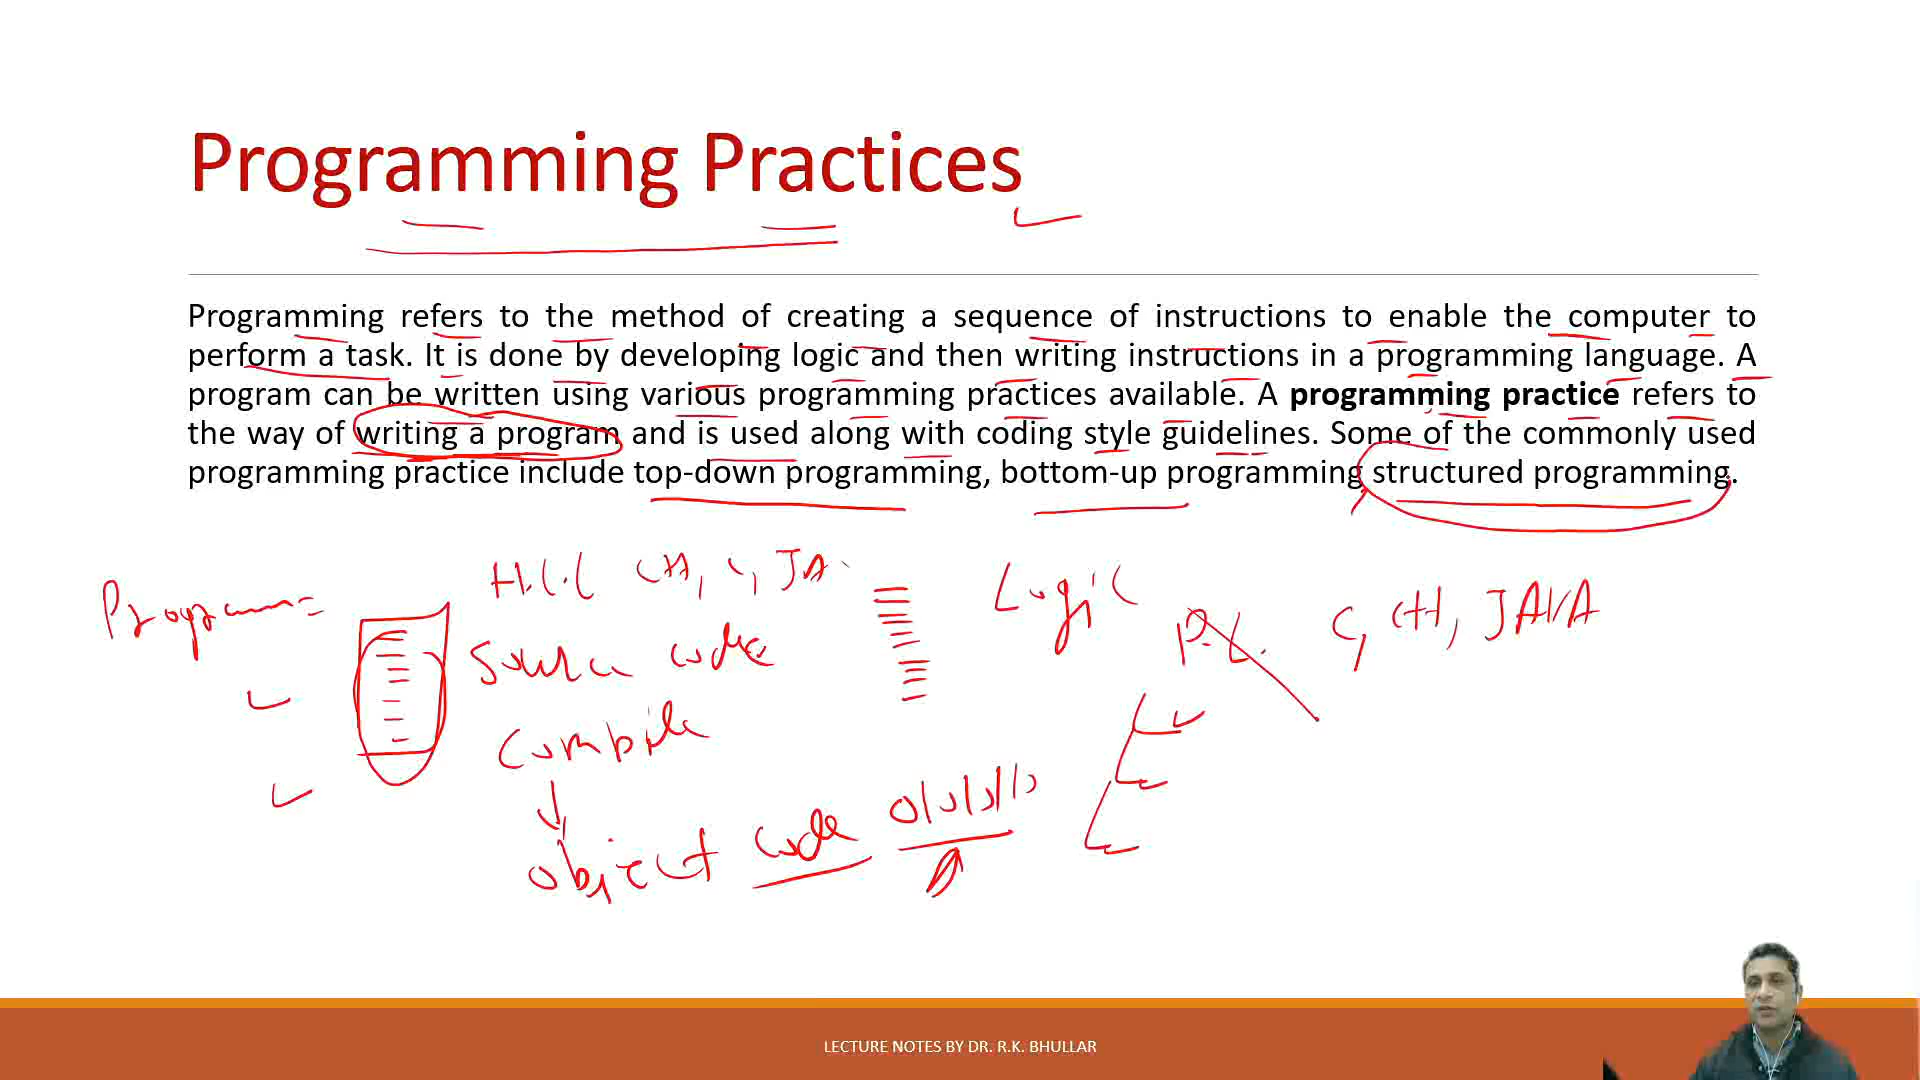 Programming Practices
Programming refers to the method of creating a sequence of instructions to enable the computer to
perform a task. It is done by developing logic and then writing instructions in a programming language. A
program can be written using various programming practices available. A programming practice refers to
the way of writing a program and is used along with coding style guidelines. Some of the commonly used
programming practice include top-down programming, bottom-up programming structured programming.
H.L.L C++, C, JA
Program
Logic
P.L. C, C++, JAVA
Source code
Compile
Object code
LECTURE NOTES BY DR. R.K. BHULLAR